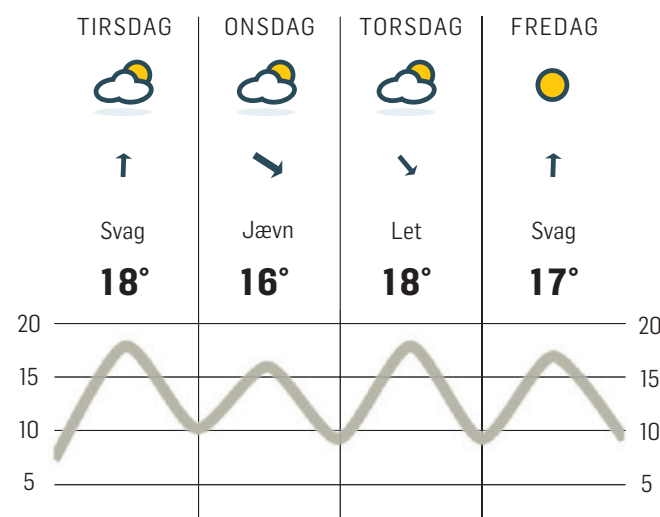 TIRSDAG ONSDAG TORSDAG FREDAG
Svag Jævn Let Svag
18° 16° 18° 17°
20 20
15 15
10 10
5 5